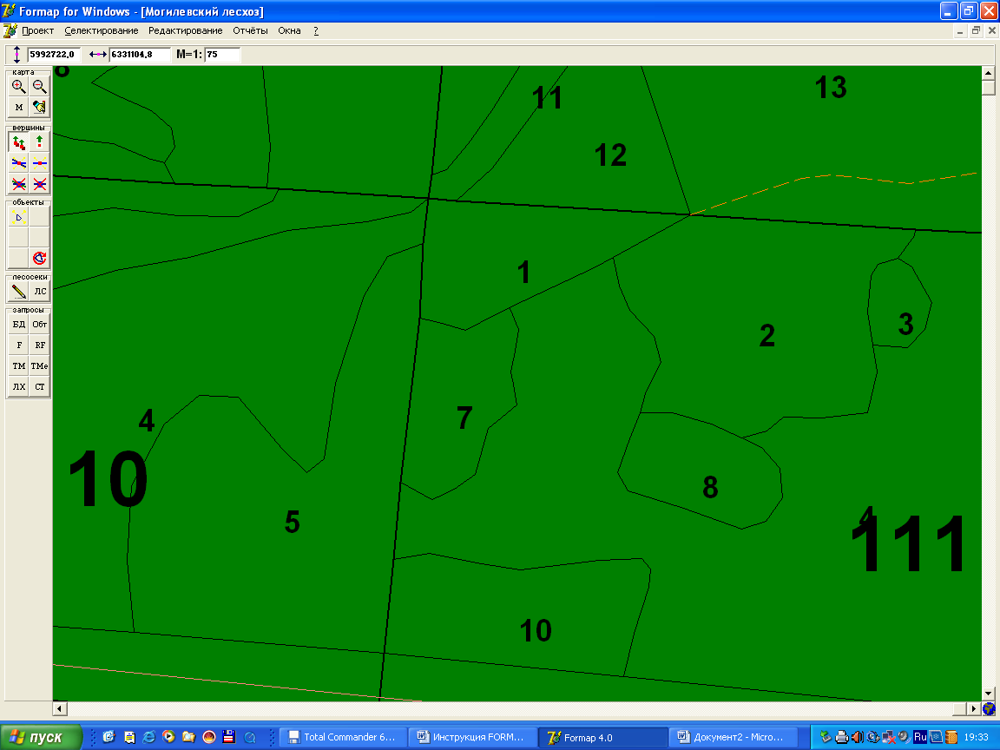 Formap for Windows - [Могилевский лесхоз]
Проект Селектирование Редактирование Отчёты Окна ?
5992722,0 6331104,8 М=1: 75
карта
М
вершины
объекты
лесосеки
ЛС
запросы
БД Обт
F RF
ТМ ТМе
ЛХ СТ
8
11
13
12
1
2
3
4
7
10
8
5
4
111
10
пуск Total Commander 6... Инструкция FORM... Formap 4.0 Документ2 - Micro... Ru 19:33